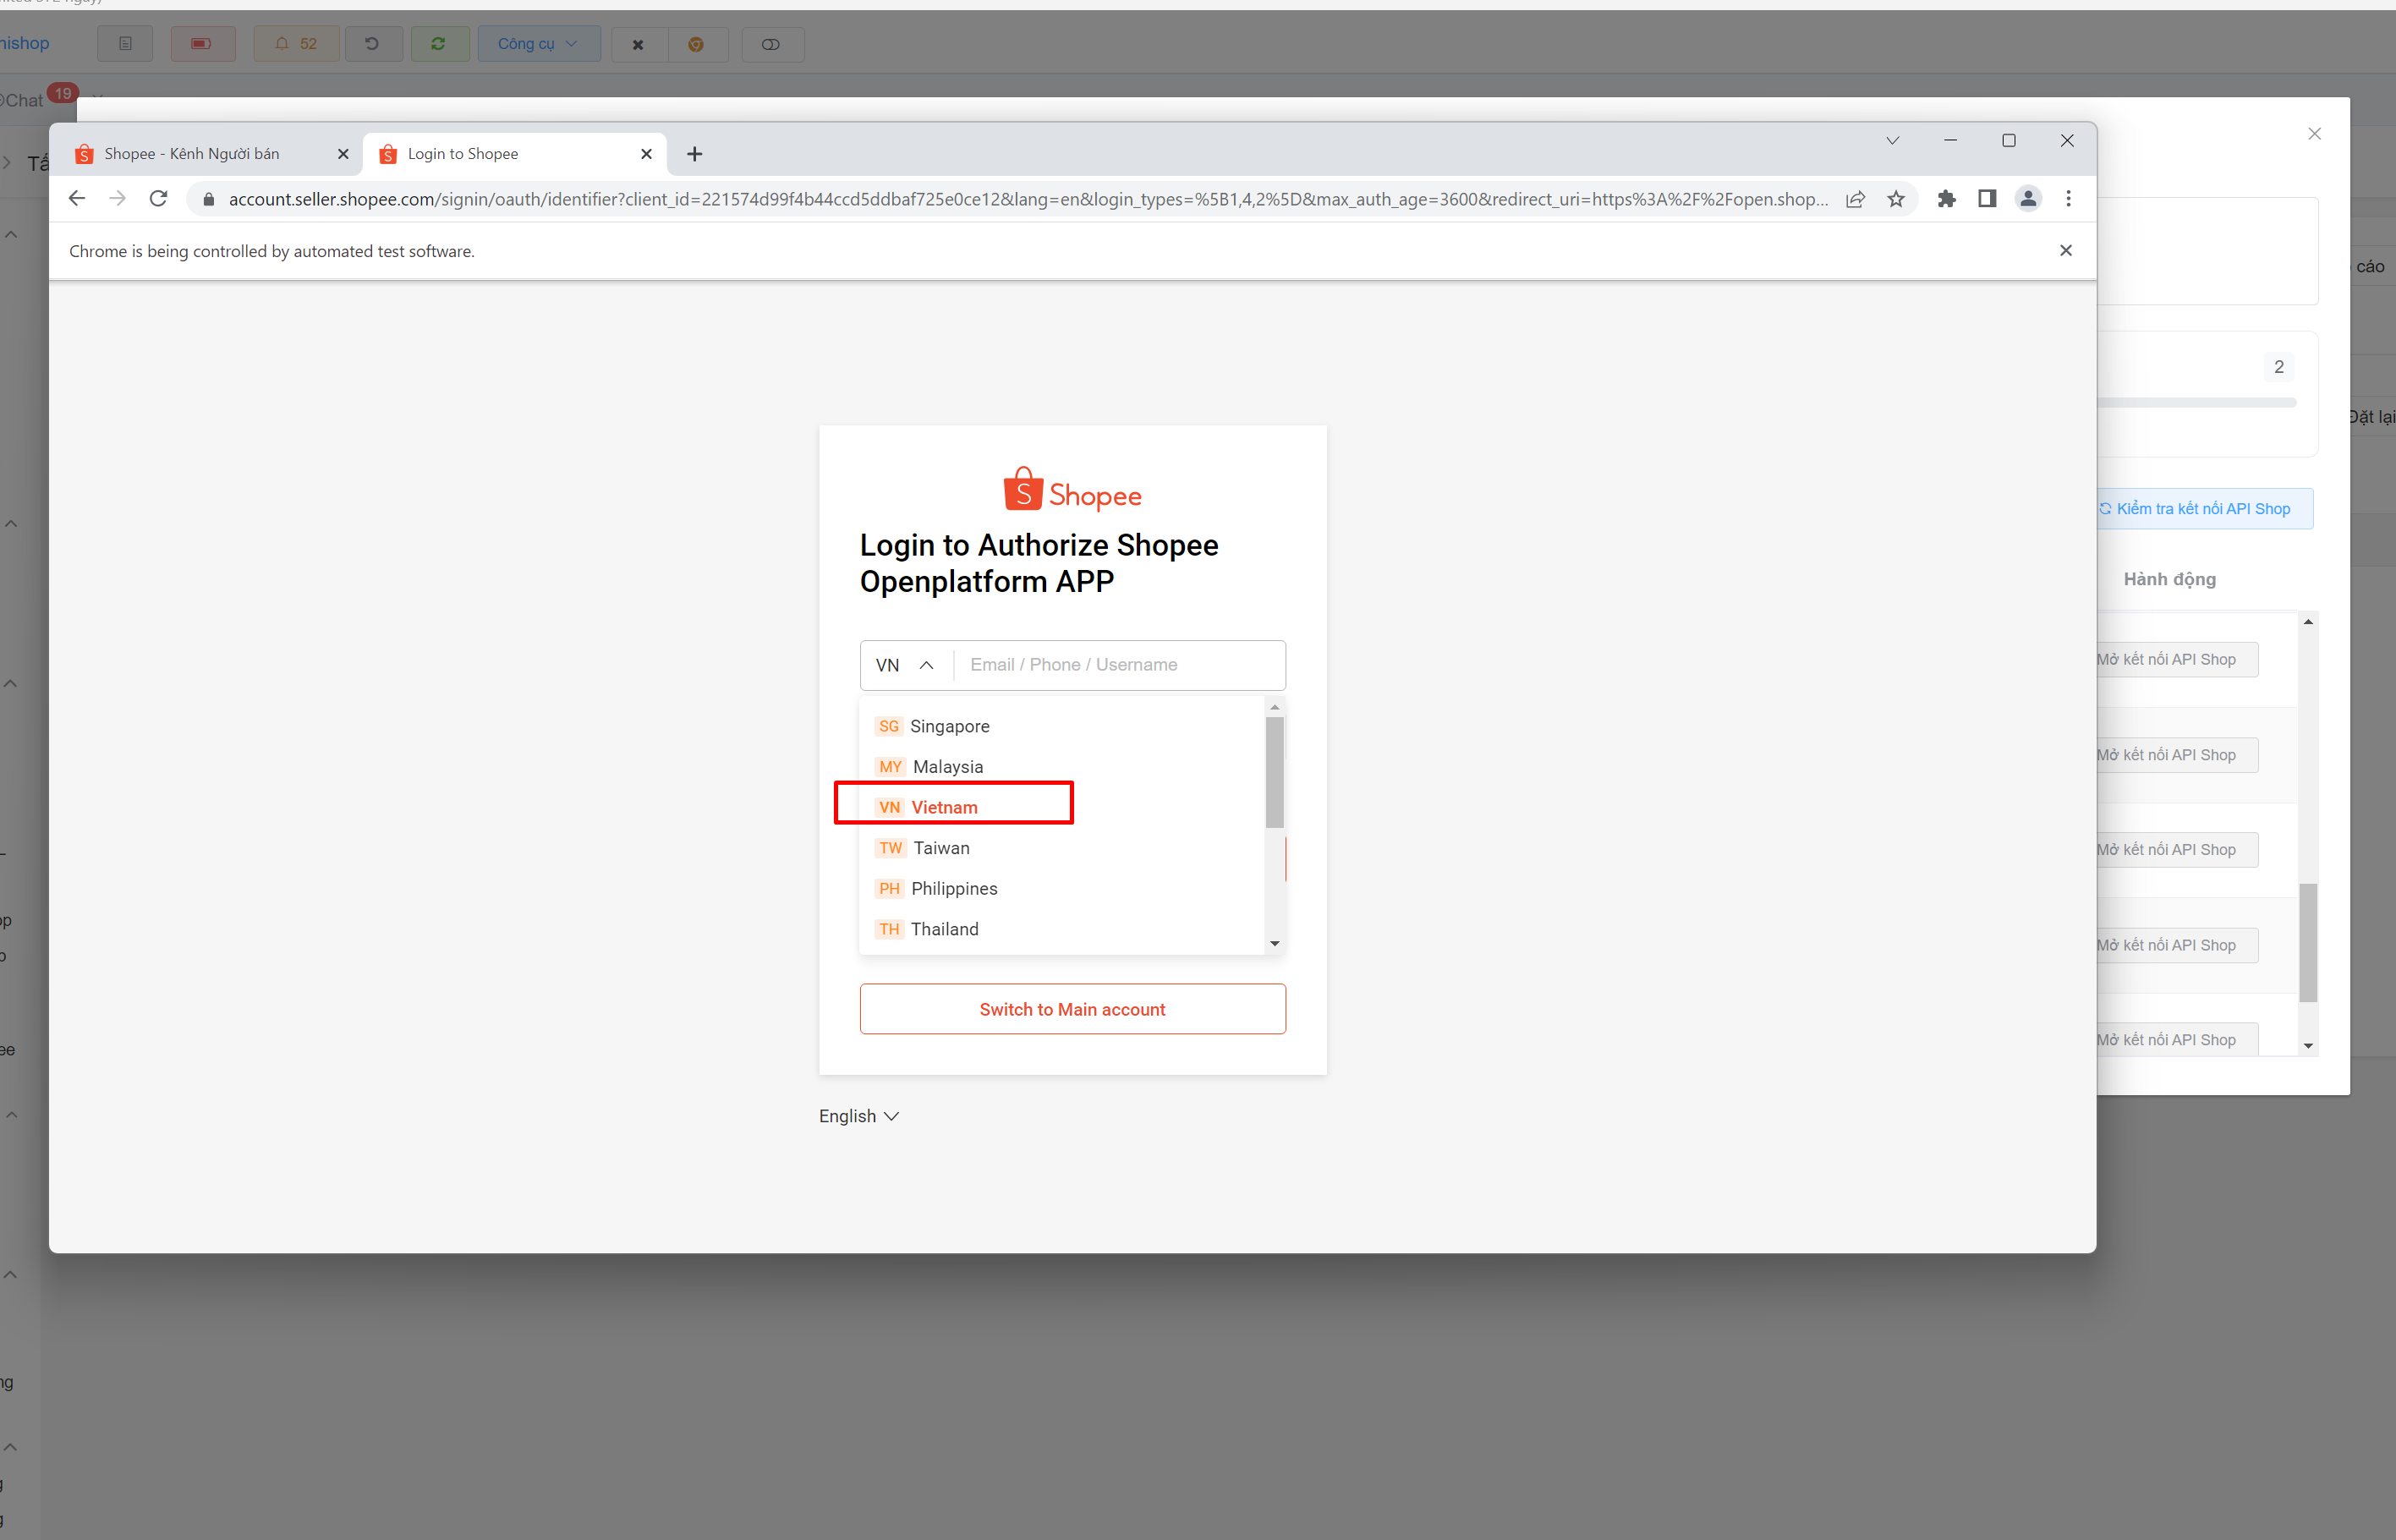 nishop
52
Công cụ
Chat
19
Shopee - Kênh Người bán
Login to Shopee
account.seller.shopee.com/signin/oauth/identifier?client_id=221574d99f4b44ccd5ddbaf725e0ce12&lang=en&login_types=%5B1,4,2%5D&max_auth_age=3600&redirect_uri=https%3A%2F%2Fopen.shop...
Chrome is being controlled by automated test software.
cáo
2
Đặt lại
Shopee
Login to Authorize Shopee
Openplatform APP
VN
Email / Phone / Username
SG Singapore
MY Malaysia
VN Vietnam
TW Taiwan
PH Philippines
TH Thailand
Switch to Main account
English
Kiểm tra kết nối API Shop
Hành động
Mở kết nối API Shop
Mở kết nối API Shop
Mở kết nối API Shop
Mở kết nối API Shop
Mở kết nối API Shop